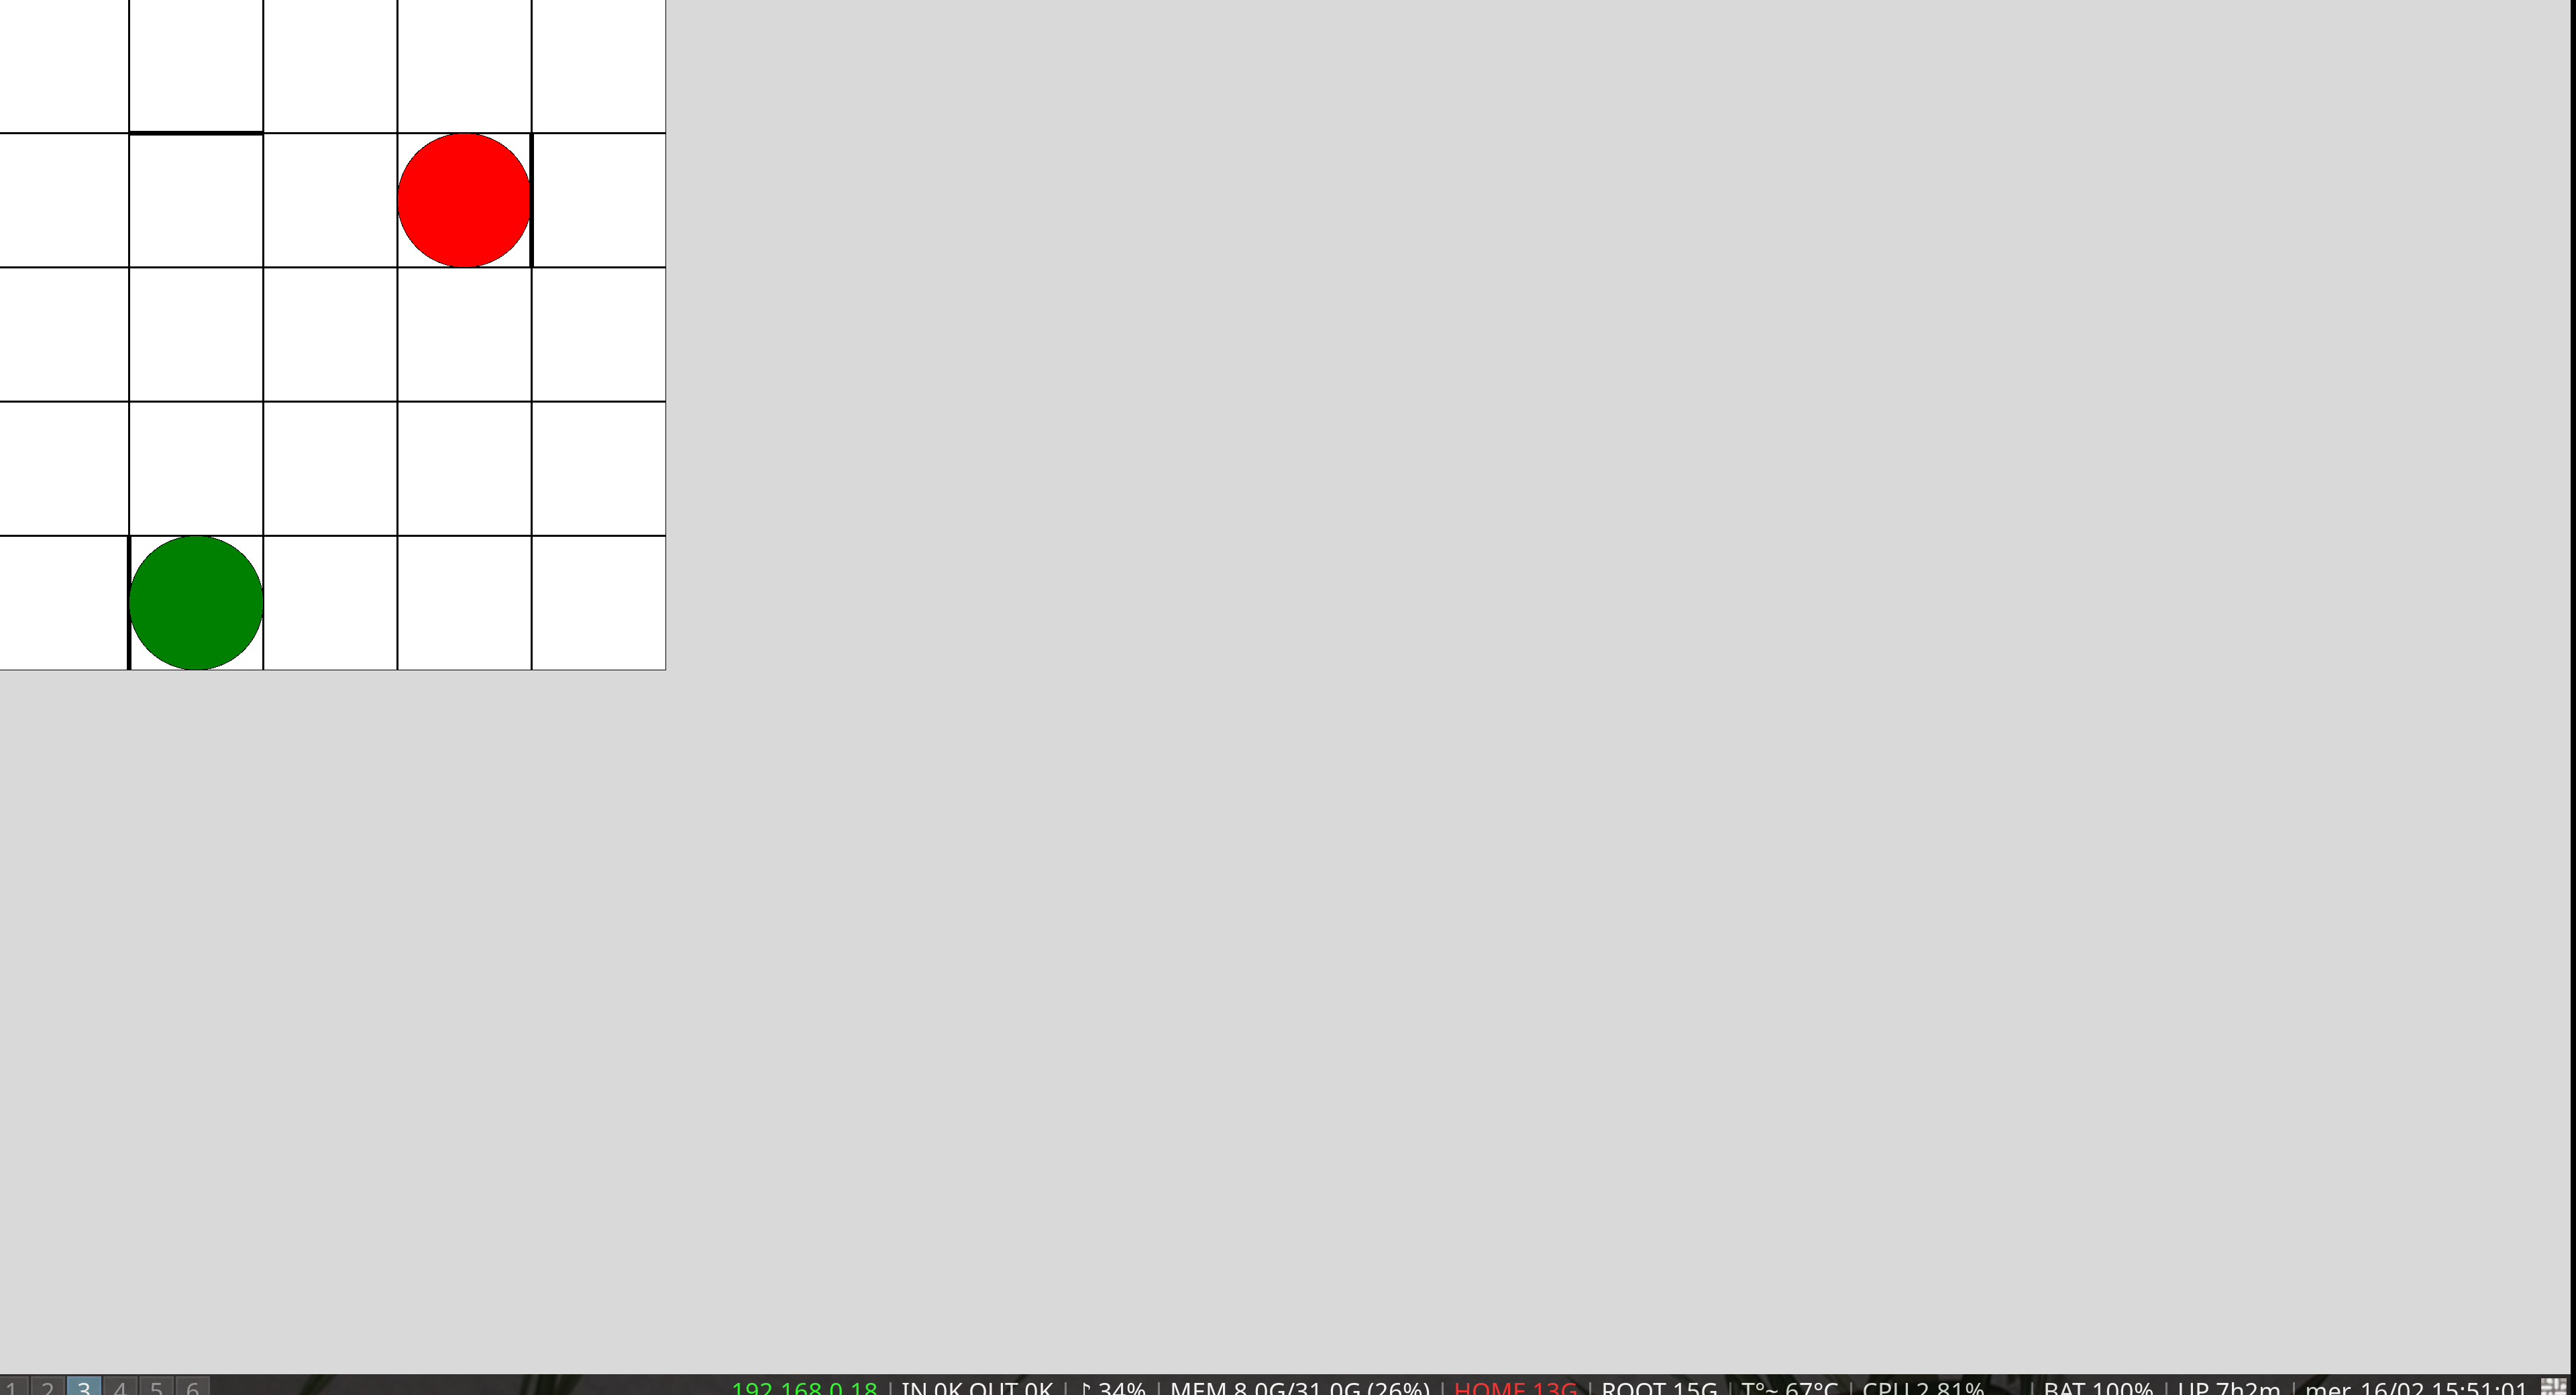 1 2 3 4 5 6 192.168.0.18 | IN 0K OUT 0K | ♪ 34% | MEM 8.0G/31.0G (26%) | HOME 13G | ROOT 15G | T°~ 67°C | CPU 2.81% | BAT 100% | UP 7h2m | mer. 16/02 15:51:01